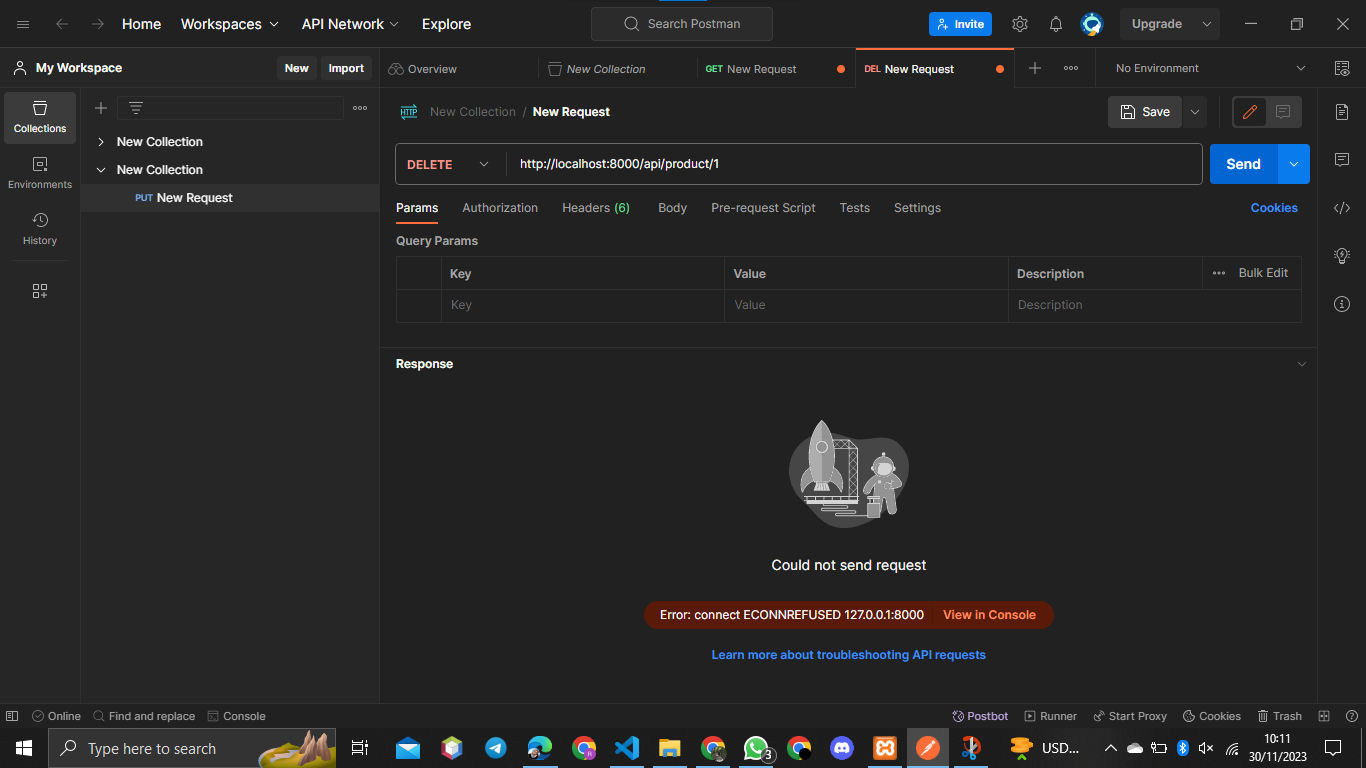 Home Workspaces API Network Explore Search Postman Invite Upgrade
My Workspace New Import Overview New Collection GET New Request DEL New Request No Environment
Collections
Environments
History
New Collection
New Collection
PUT New Request
New Collection / New Request Save
DELETE http://localhost:8000/api/product/1 Send
Params Authorization Headers (6) Body Pre-request Script Tests Settings Cookies
Query Params
Key Value Description Bulk Edit
Key Value Description
Response
Could not send request
Error: connect ECONNREFUSED 127.0.0.1:8000 View in Console
Learn more about troubleshooting API requests
Online Find and replace Console Postbot Runner Start Proxy Cookies Trash
Type here to search 3 USD... 10:11
30/11/2023